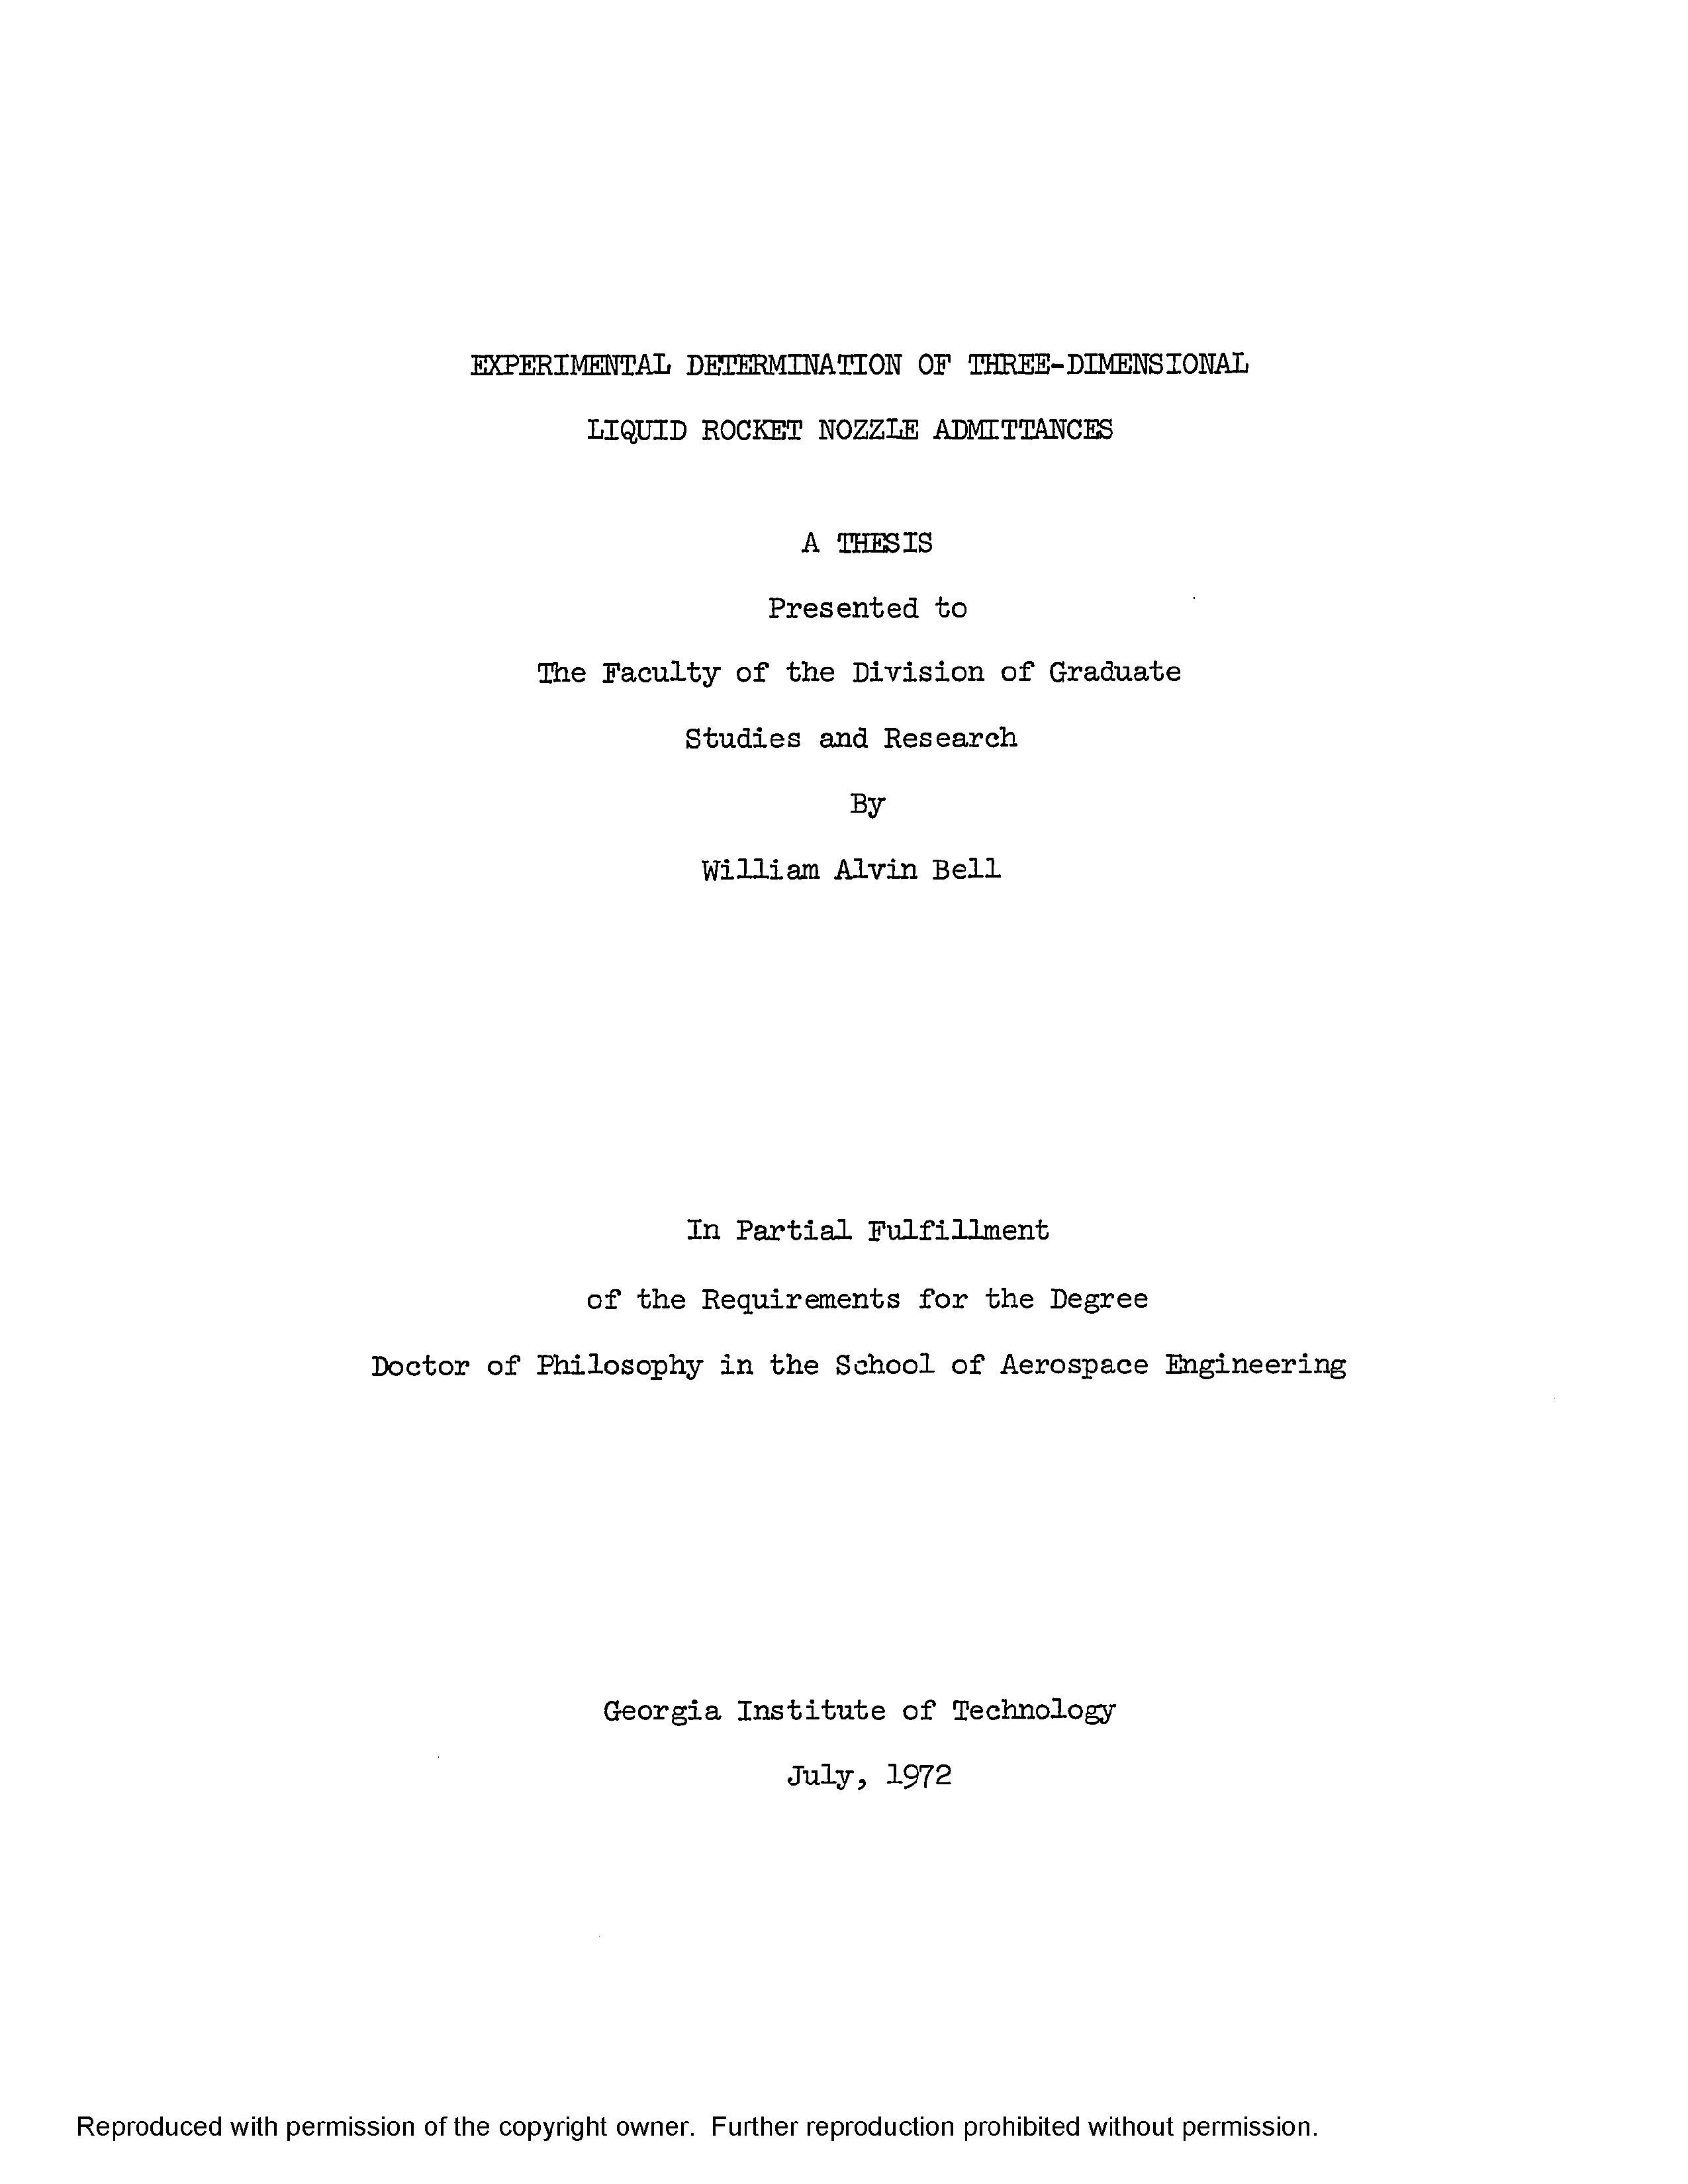 EXPERIMENTAL DETERMINATION OF THREE-DIMENSIONAL
LIQUID ROCKET NOZZLE ADMITTANCES
A THESIS
Presented to
The Faculty of the Division of Graduate
Studies and Research
By
William Alvin Bell
In Partial Fulfillment
of the Requirements for the Degree
Doctor of Philosophy in the School of Aerospace Engineering
Georgia Institute of Technology
July, 1972
Reproduced with permission of the copyright owner. Further reproduction prohibited without permission.